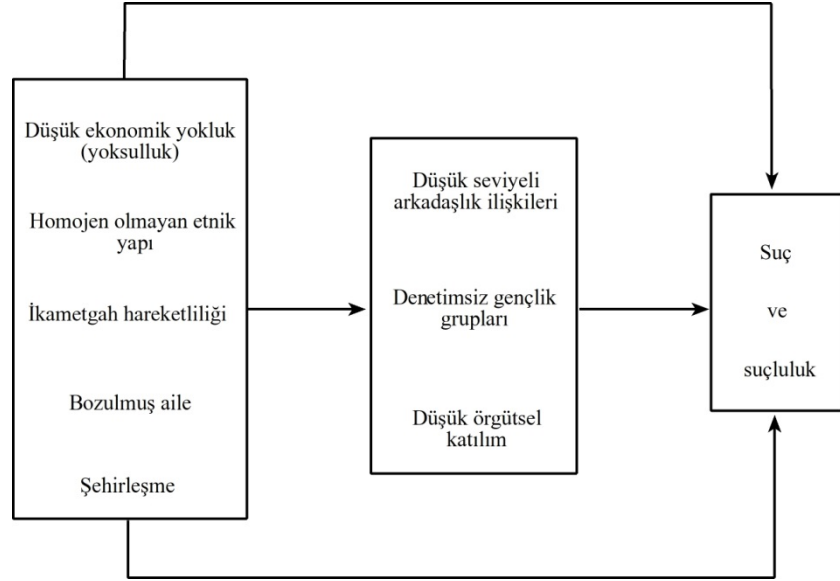 Düşük ekonomik yokluk
(yoksulluk)
Homojen olmayan etnik
yapı
İkametgah hareketliliği
Bozulmuş aile
Şehirleşme
Düşük seviyeli
arkadaşlık ilişkileri
Denetimsiz gençlik
grupları
Düşük örgütsel
katılım
Suç
ve
suçluluk